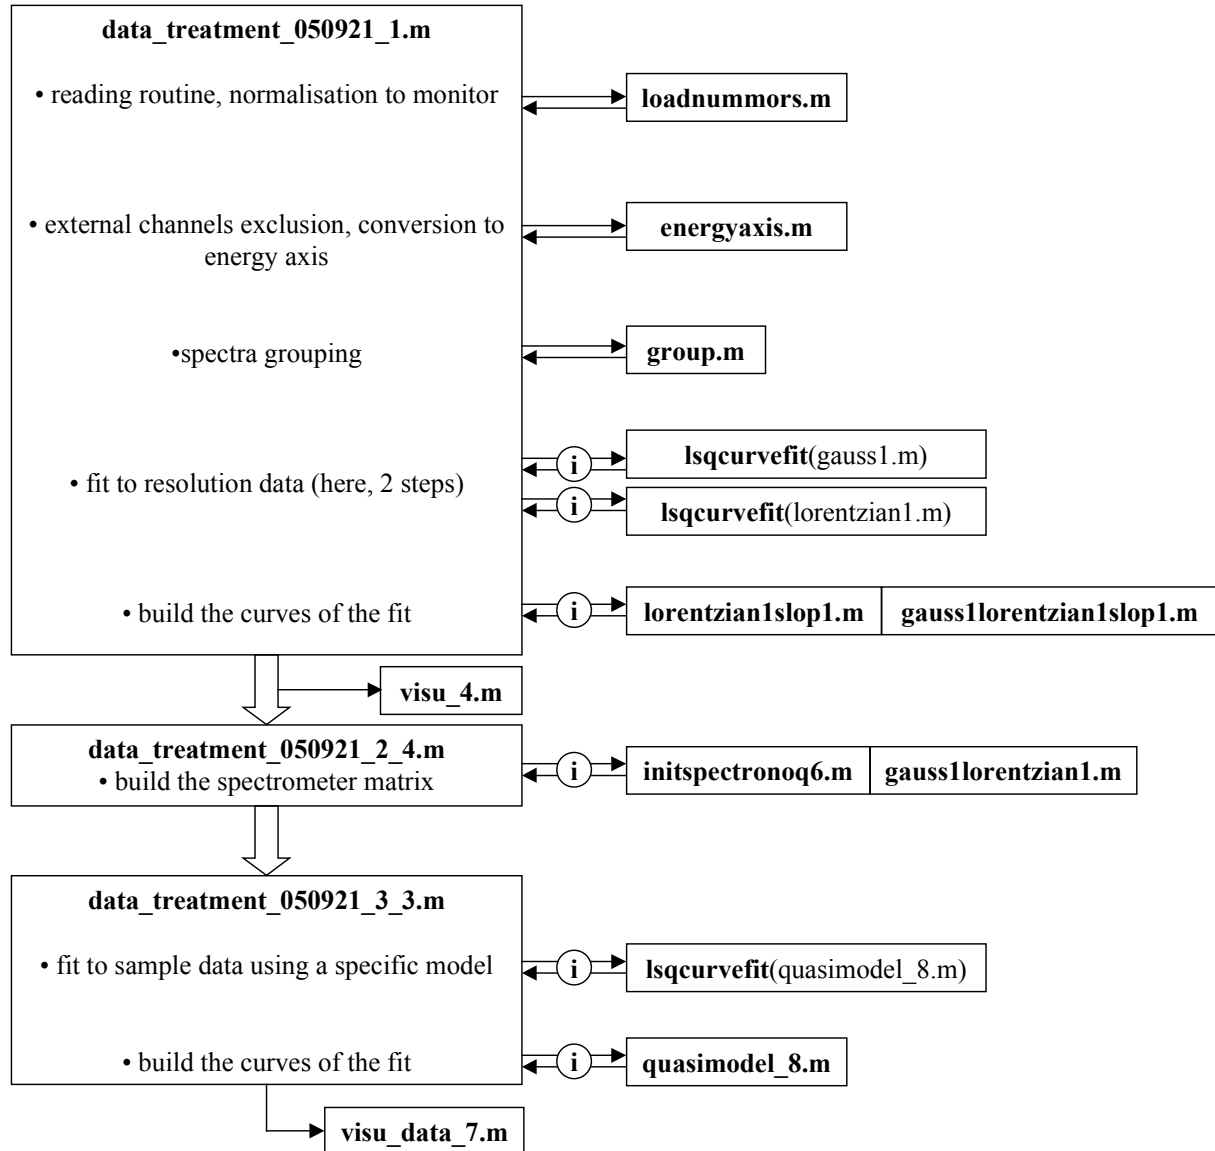 data_treatment_050921_1.m
• reading routine, normalisation to monitor
loadnummors.m
• external channels exclusion, conversion to
energy axis
energyaxis.m
•spectra grouping
group.m
• fit to resolution data (here, 2 steps)
i
lsqcurvefit(gauss1.m)
i
lsqcurvefit(lorentzian1.m)
• build the curves of the fit
i
lorentzian1slop1.m
gauss1lorentzian1slop1.m
visu_4.m
data_treatment_050921_2_4.m
• build the spectrometer matrix
i
initspectronoq6.m
gauss1lorentzian1.m
data_treatment_050921_3_3.m
• fit to sample data using a specific model
i
lsqcurvefit(quasimodel_8.m)
• build the curves of the fit
i
quasimodel_8.m
visu_data_7.m